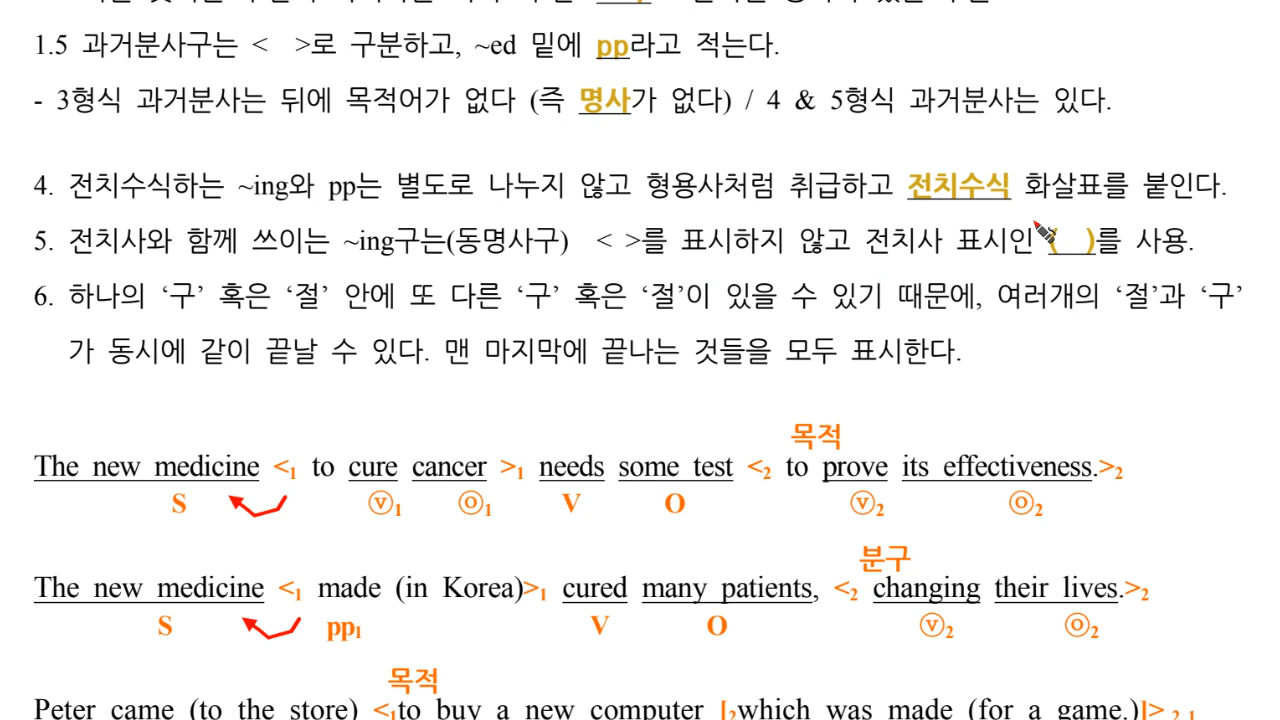 1.5 과거분사구는 < >로 구분하고, ~ed 밑에 pp라고 적는다.
- 3형식 과거분사는 뒤에 목적어가 없다 (즉 명사가 없다) / 4 & 5형식 과거분사는 있다.
4. 전치수식하는 ~ing와 pp는 별도로 나누지 않고 형용사처럼 취급하고 전치수식 화살표를 붙인다.
5. 전치사와 함께 쓰이는 ~ing구는(동명사구) < >를 표시하지 않고 전치사 표시인 ( )를 사용.
6. 하나의 ‘구’ 혹은 ‘절’ 안에 또 다른 ‘구’ 혹은 ‘절’이 있을 수 있기 때문에, 여러개의 ‘절’과 ‘구’
가 동시에 같이 끝날 수 있다. 맨 마지막에 끝나는 것들을 모두 표시한다.
목적
The new medicine <₁ to cure cancer >₁ needs some test <₂ to prove its effectiveness.>₂
S ⓥ₁ ⓞ₁ V O ⓥ₂ ⓞ₂
분구
The new medicine <₁ made (in Korea)>₁ cured many patients, <₂ changing their lives.>₂
S pp₁ V O ⓥ₂ ⓞ₂
목적
Peter came (to the store) <₁to buy a new computer [₂which was made (for a game.)]>₂,₁